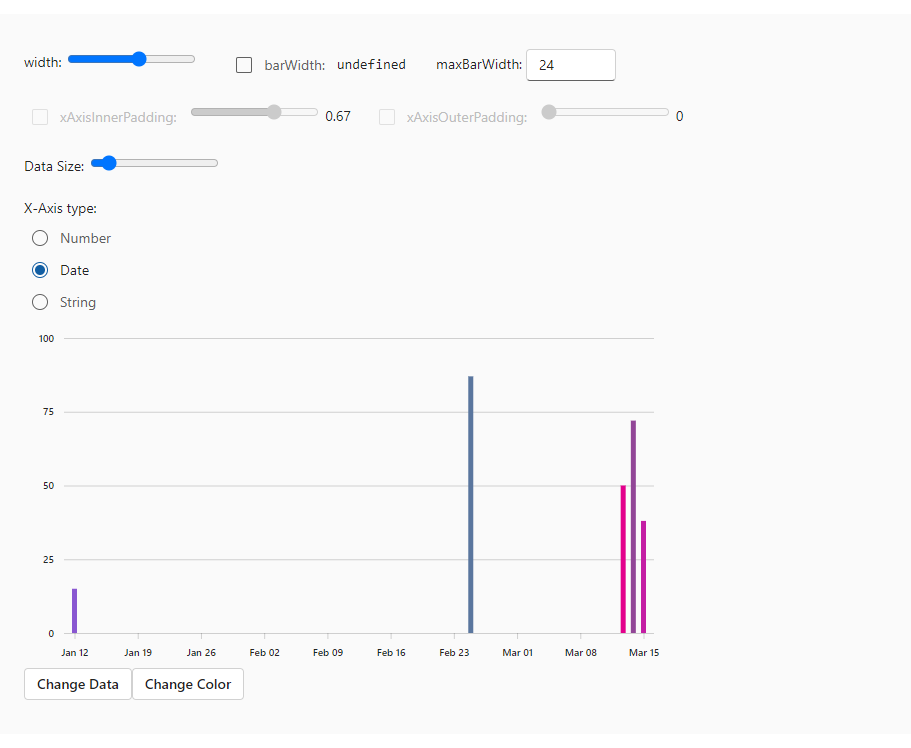 width: barWidth: undefined maxBarWidth: 24
xAxisInnerPadding: 0.67 xAxisOuterPadding: 0
Data Size:
X-Axis type:
Number
Date
String
100
75
50
25
0
Jan 12 Jan 19 Jan 26 Feb 02 Feb 09 Feb 16 Feb 23 Mar 01 Mar 08 Mar 15
Change Data Change Color